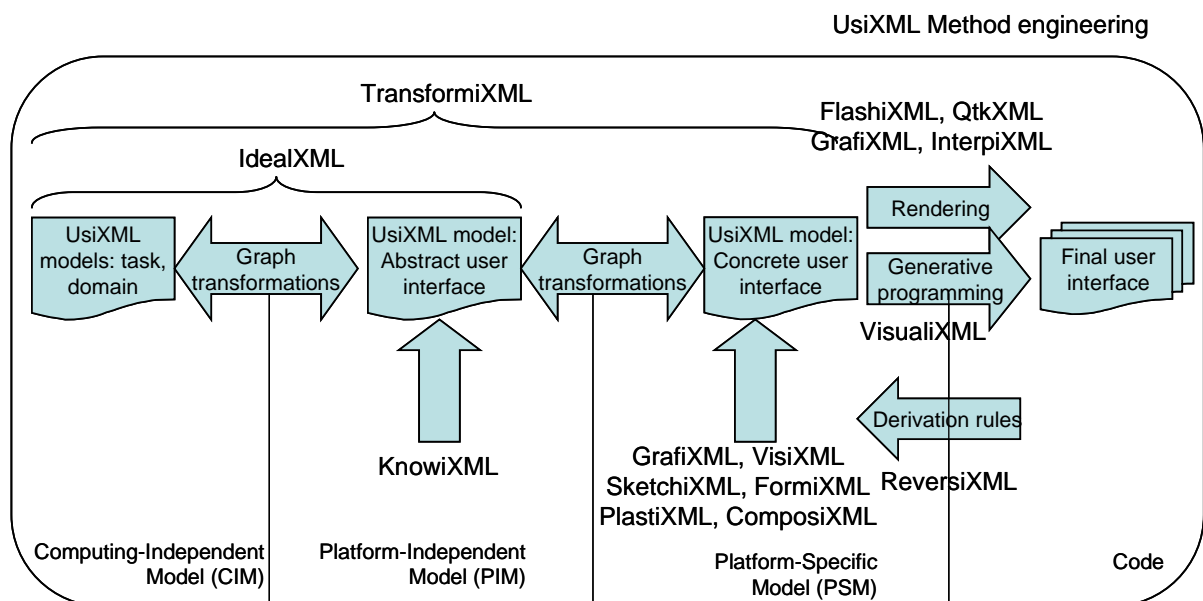 UsiXML Method engineering
TransformiXML
FlashiXML, QtkXML
GrafiXML, InterpiXML
IdealXML
UsiXML
models: task,
domain
Graph
transformations
UsiXML model:
Abstract user
interface
Graph
transformations
UsiXML model:
Concrete user
interface
Rendering
Generative
programming
Final user
interface
VisualiXML
Derivation rules
ReversiXML
KnowiXML
GrafiXML, VisiXML
SketchiXML, FormiXML
PlastiXML, ComposiXML
Computing-Independent
Model (CIM)
Platform-Independent
Model (PIM)
Platform-Specific
Model (PSM)
Code